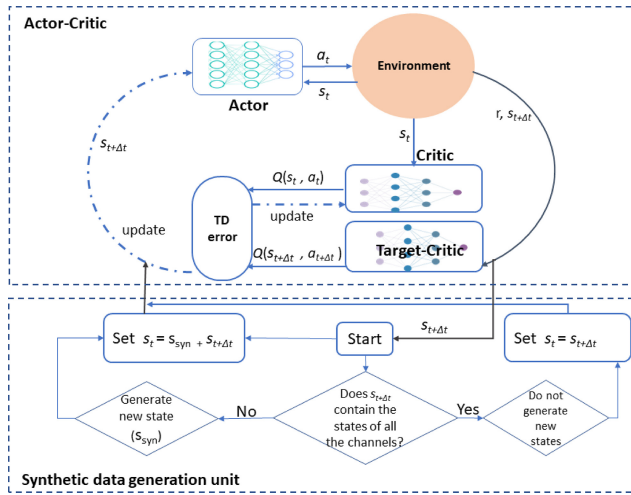 Actor-Critic
a_t
s_t
Actor
Environment
r, s_{t+Δt}
s_t
s_{t+Δt}
Critic
Q(s_t , a_t)
update
TD
error
update
Target-Critic
Q(s_{t+Δt} , a_{t+Δt} )
Set s_t = s_syn + s_{t+Δt}
Start
s_{t+Δt}
Set s_t = s_{t+Δt}
Generate
new state
(s_syn)
No
Does s_{t+Δt}
contain the
states of all
the channels?
Yes
Do not
generate
new
states
Synthetic data generation unit